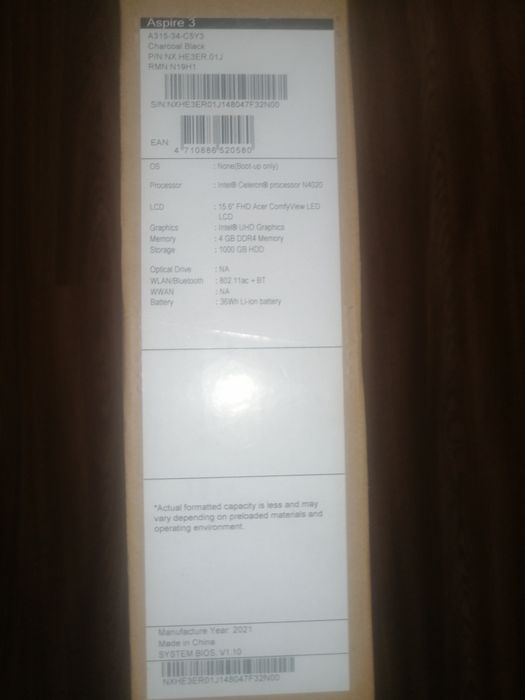 Aspire 3
A315-34-C5Y3
Charcoal Black
P/N:NX.HE3ER.01J
RMN:N19H1
S/N:NXHE3ER01J148047F32N00
EAN:
4 710886 520580
OS : None(Boot-up only)
Processor : Intel® Celeron® processor N4020
LCD : 15.6" FHD Acer ComfyView LED
LCD
Graphics : Intel® UHD Graphics
Memory : 4 GB DDR4 Memory
Storage : 1000 GB HDD
Optical Drive : NA
WLAN/Bluetooth : 802.11ac + BT
WWAN : NA
Battery : 36Wh Li-ion battery
*Actual formatted capacity is less and may
vary depending on preloaded materials and
operating environment.
Manufacture Year: 2021
Made in China
SYSTEM BIOS: V1.10
NXHE3ER01J148047F32N00